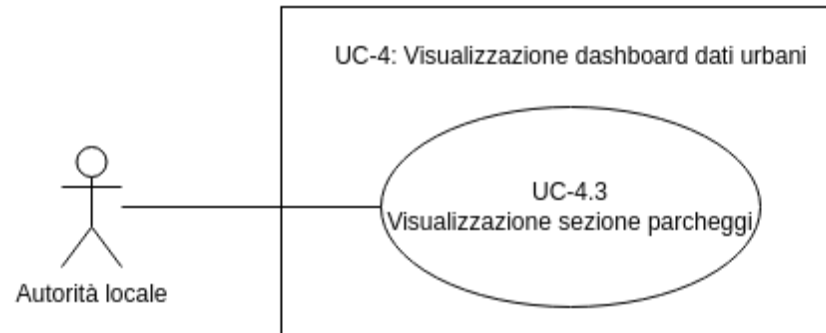 UC-4: Visualizzazione dashboard dati urbani
UC-4.3
Visualizzazione sezione parcheggi
Autorità locale